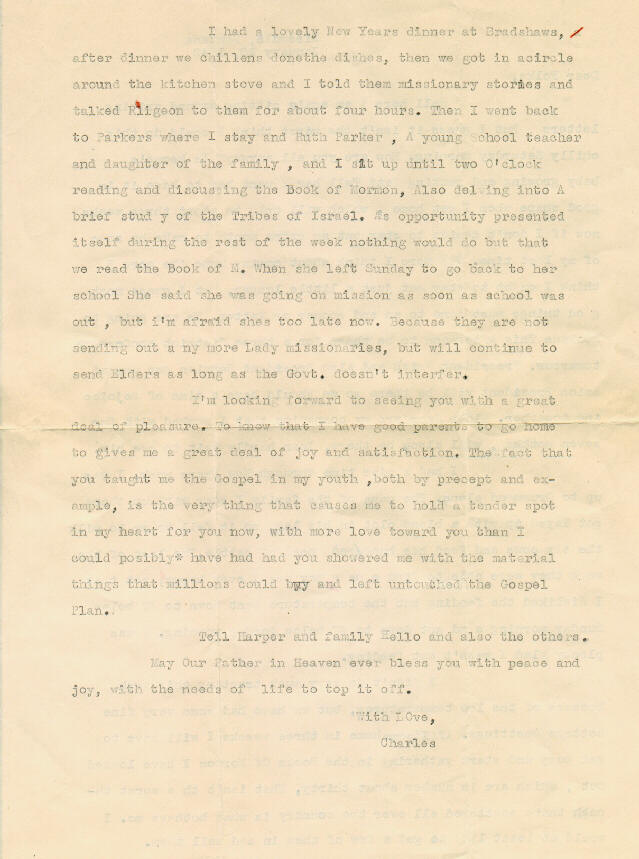 I had a lovely New Years dinner at Bradshaws,
after dinner we chillens donethe dishes, then we got in acircle
around the kitchen stove and I told them missionary stories and
talked Rligeon to them for about four hours. Then I went back
to Parkers where I stay and Ruth Parker , A young School teacher
and daughter of the family , and I sit up until two O'clock
reading and discussing the Book of Mormon, Also delving into A
brief stud y of the Tribes of Israel. As opportunity presented
itself during the rest of the week nothing would do but that
we read the Book of M. When she left Sunday to go back to her
school She said she was going on mission as soon as school was
out , but i'm afraid shes too late now. Because they are not
sending out a ny more Lady missionaries, but will continue to
send Elders as long as the Govt. doesn't interfer.
I'm looking forward to seeing you with a great
deal of pleasure. To know that I have good parents to go home
to gives me a great deal of joy and satisfaction. The fact that
you taught me the Gospel in my youth ,both by precept and ex-
ample, is the very thing that causes me to hold a tender spot
in my heart for you now, with more love toward you than I
could posibly* have had had you showered me with the material
things that millions could buy and left untouched the Gospel
Plan.
Tell Harper and family Hello and also the others.
May Our Father in Heaven ever bless you with peace and
joy, with the needs of life to top it off.
With LOve,
Charles